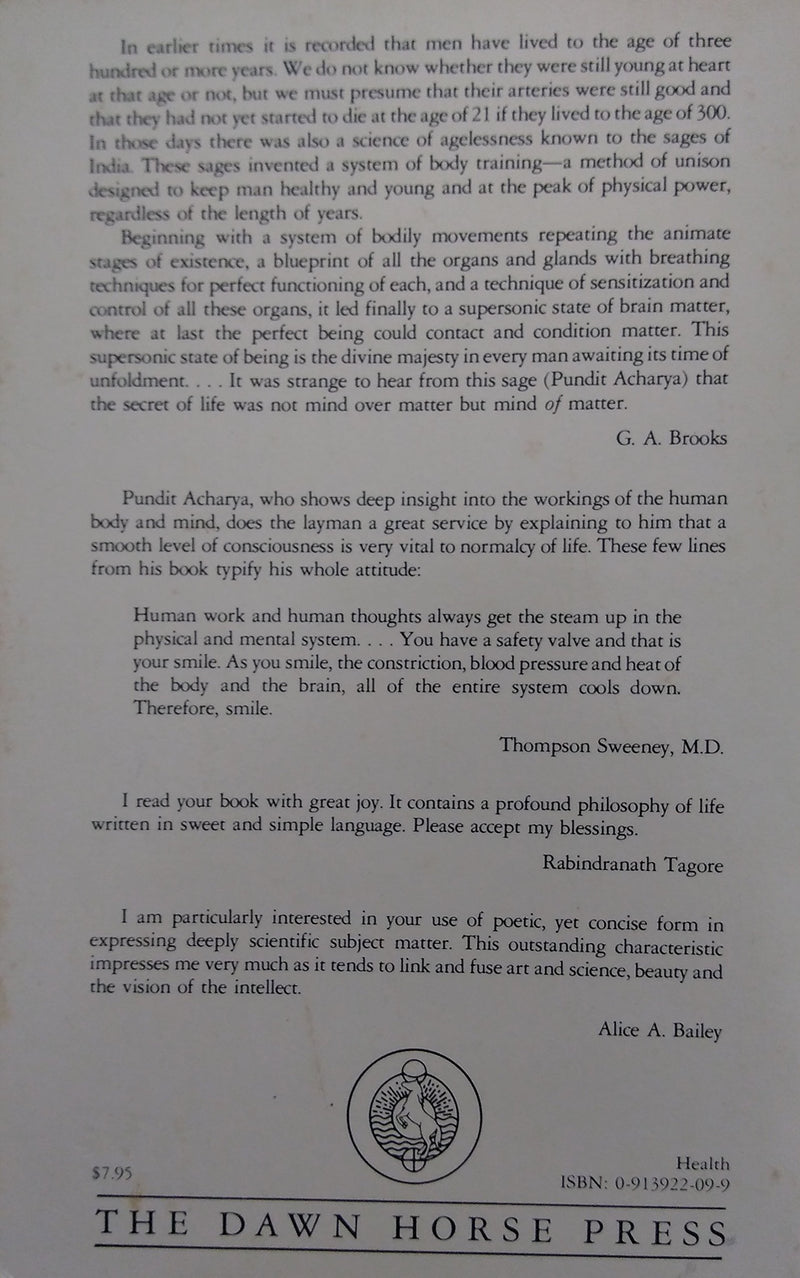 In earlier times it is recorded that men have lived to the age of three
hundred or more years. We do not know whether they were still young at heart
at that age or not, but we must presume that their arteries were still good and
that they had not yet started to die at the age of 21 if they lived to the age of 300.
In those days there was also a science of agelessness known to the sages of
India. These sages invented a system of body training—a method of unison
designed to keep man healthy and young and at the peak of physical power,
regardless of the length of years.
Beginning with a system of bodily movements repeating the animate
stages of existence, a blueprint of all the organs and glands with breathing
techniques for perfect functioning of each, and a technique of sensitization and
control of all these organs, it led finally to a supersonic state of brain matter,
where at last the perfect being could contact and condition matter. This
supersonic state of being is the divine majesty in every man awaiting its time of
unfoldment. . . . It was strange to hear from this sage (Pundit Acharya) that
the secret of life was not mind over matter but mind of matter.
G. A. Brooks
Pundit Acharya, who shows deep insight into the workings of the human
body and mind, does the layman a great service by explaining to him that a
smooth level of consciousness is very vital to normalcy of life. These few lines
from his book typify his whole attitude:
Human work and human thoughts always get the steam up in the
physical and mental system. . . . You have a safety valve and that is
your smile. As you smile, the constriction, blood pressure and heat of
the body and the brain, all of the entire system cools down.
Therefore, smile.
Thompson Sweeney, M.D.
I read your book with great joy. It contains a profound philosophy of life
written in sweet and simple language. Please accept my blessings.
Rabindranath Tagore
I am particularly interested in your use of poetic, yet concise form in
expressing deeply scientific subject matter. This outstanding characteristic
impresses me very much as it tends to link and fuse art and science, beauty and
the vision of the intellect.
Alice A. Bailey
$7.95
Health
ISBN: 0-913922-09-9
THE DAWN HORSE PRESS